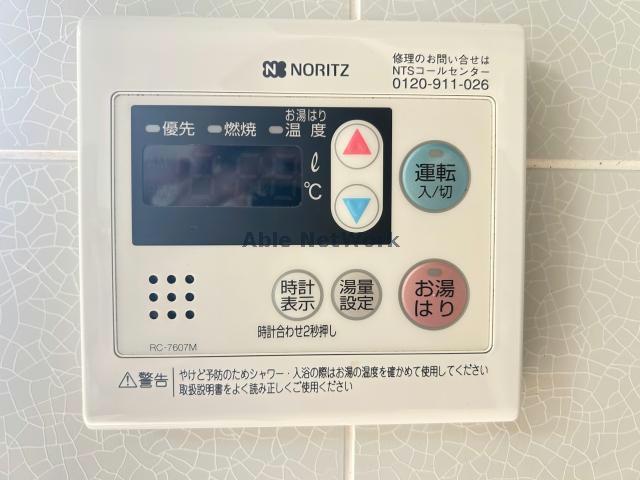 NORITZ
修理のお問い合せは
NTSコールセンター
0120-911-026
優先
燃焼
お湯はり
温度
ℓ
℃
運転
入/切
Able NetWork
時計
表示
湯量
設定
お湯
はり
時計合わせ2秒押し
RC-7607M
警告
やけど予防のためシャワー・入浴の際はお湯の温度を確かめて使用してください
取扱説明書をよく読み正しくご使用ください